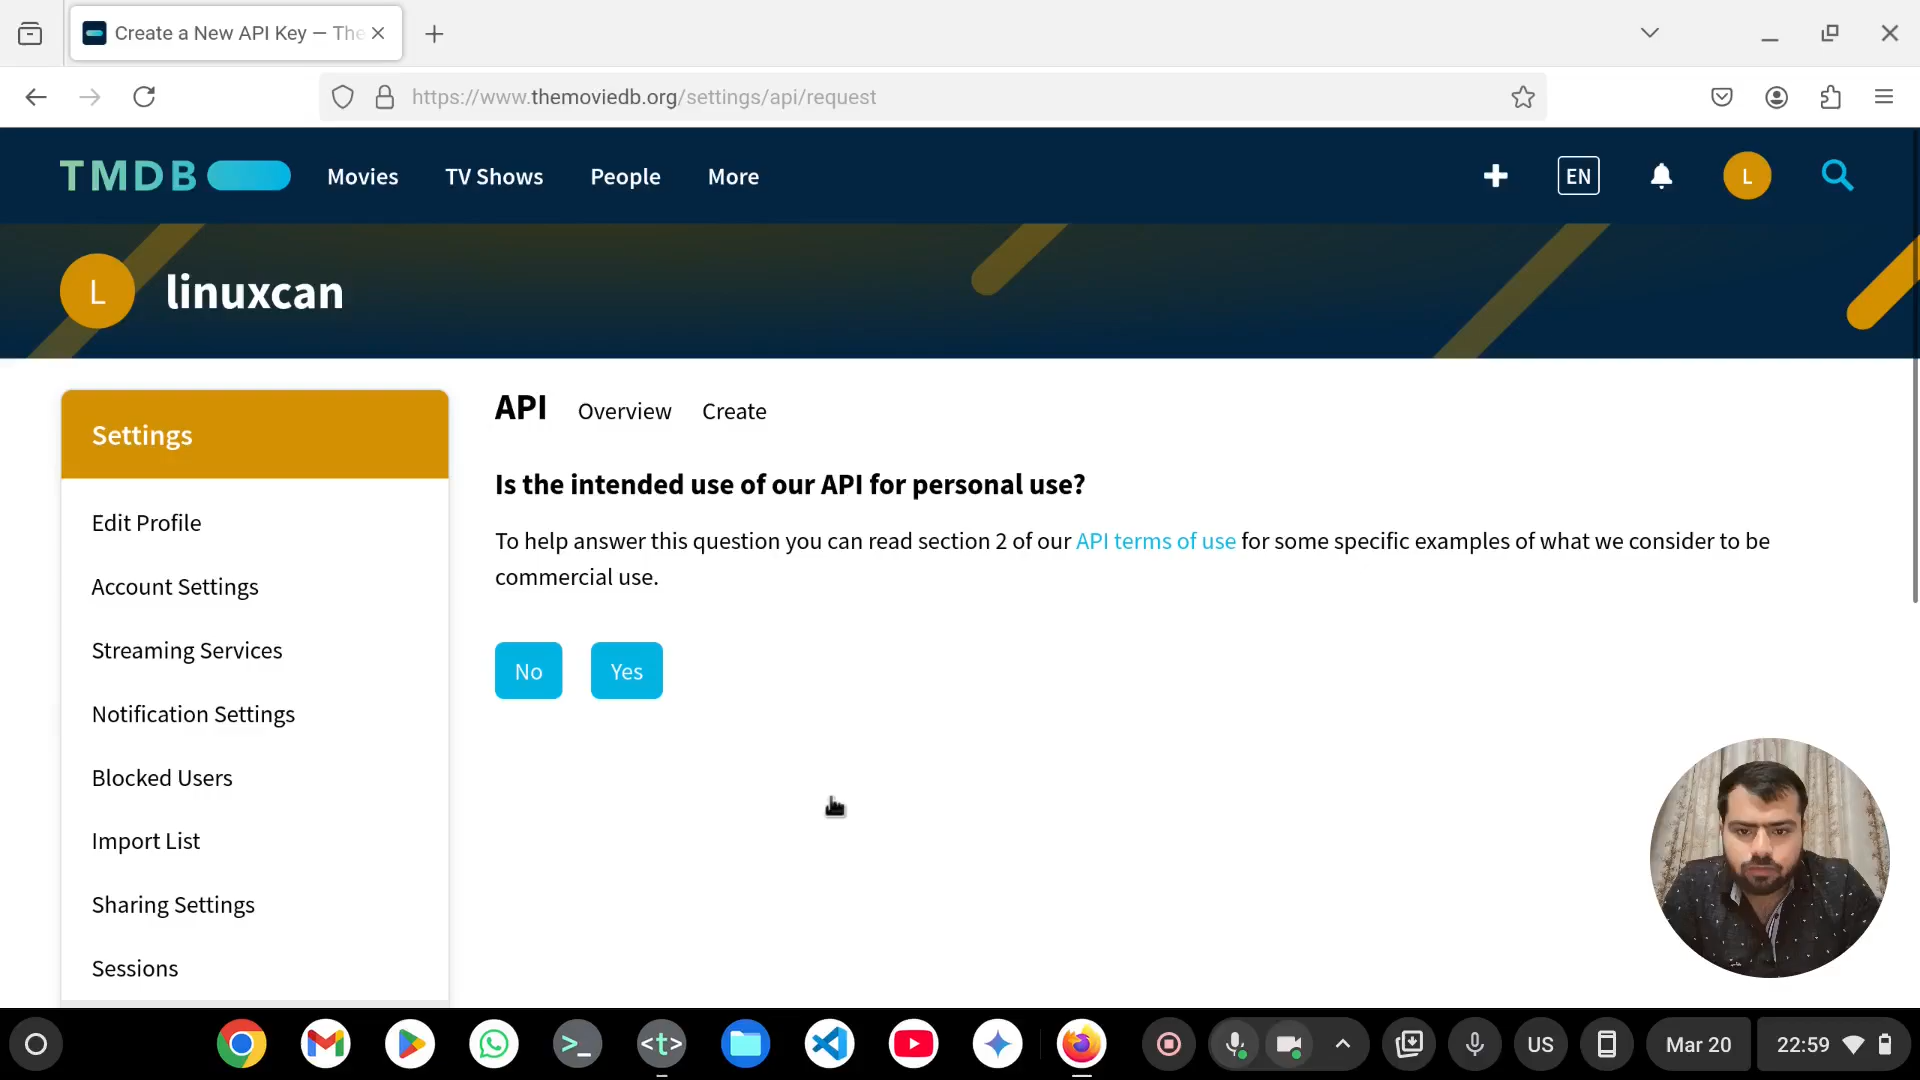 Create a New API Key — The
https://www.themoviedb.org/settings/api/request
TMDB
Movies
TV Shows
People
More
EN
L
L
linuxcan
Settings
Edit Profile
Account Settings
Streaming Services
Notification Settings
Blocked Users
Import List
Sharing Settings
Sessions
API
Overview
Create
Is the intended use of our API for personal use?
To help answer this question you can read section 2 of our API terms of use for some specific examples of what we consider to be
commercial use.
No
Yes
>_
<t>
US
Mar 20
22:59